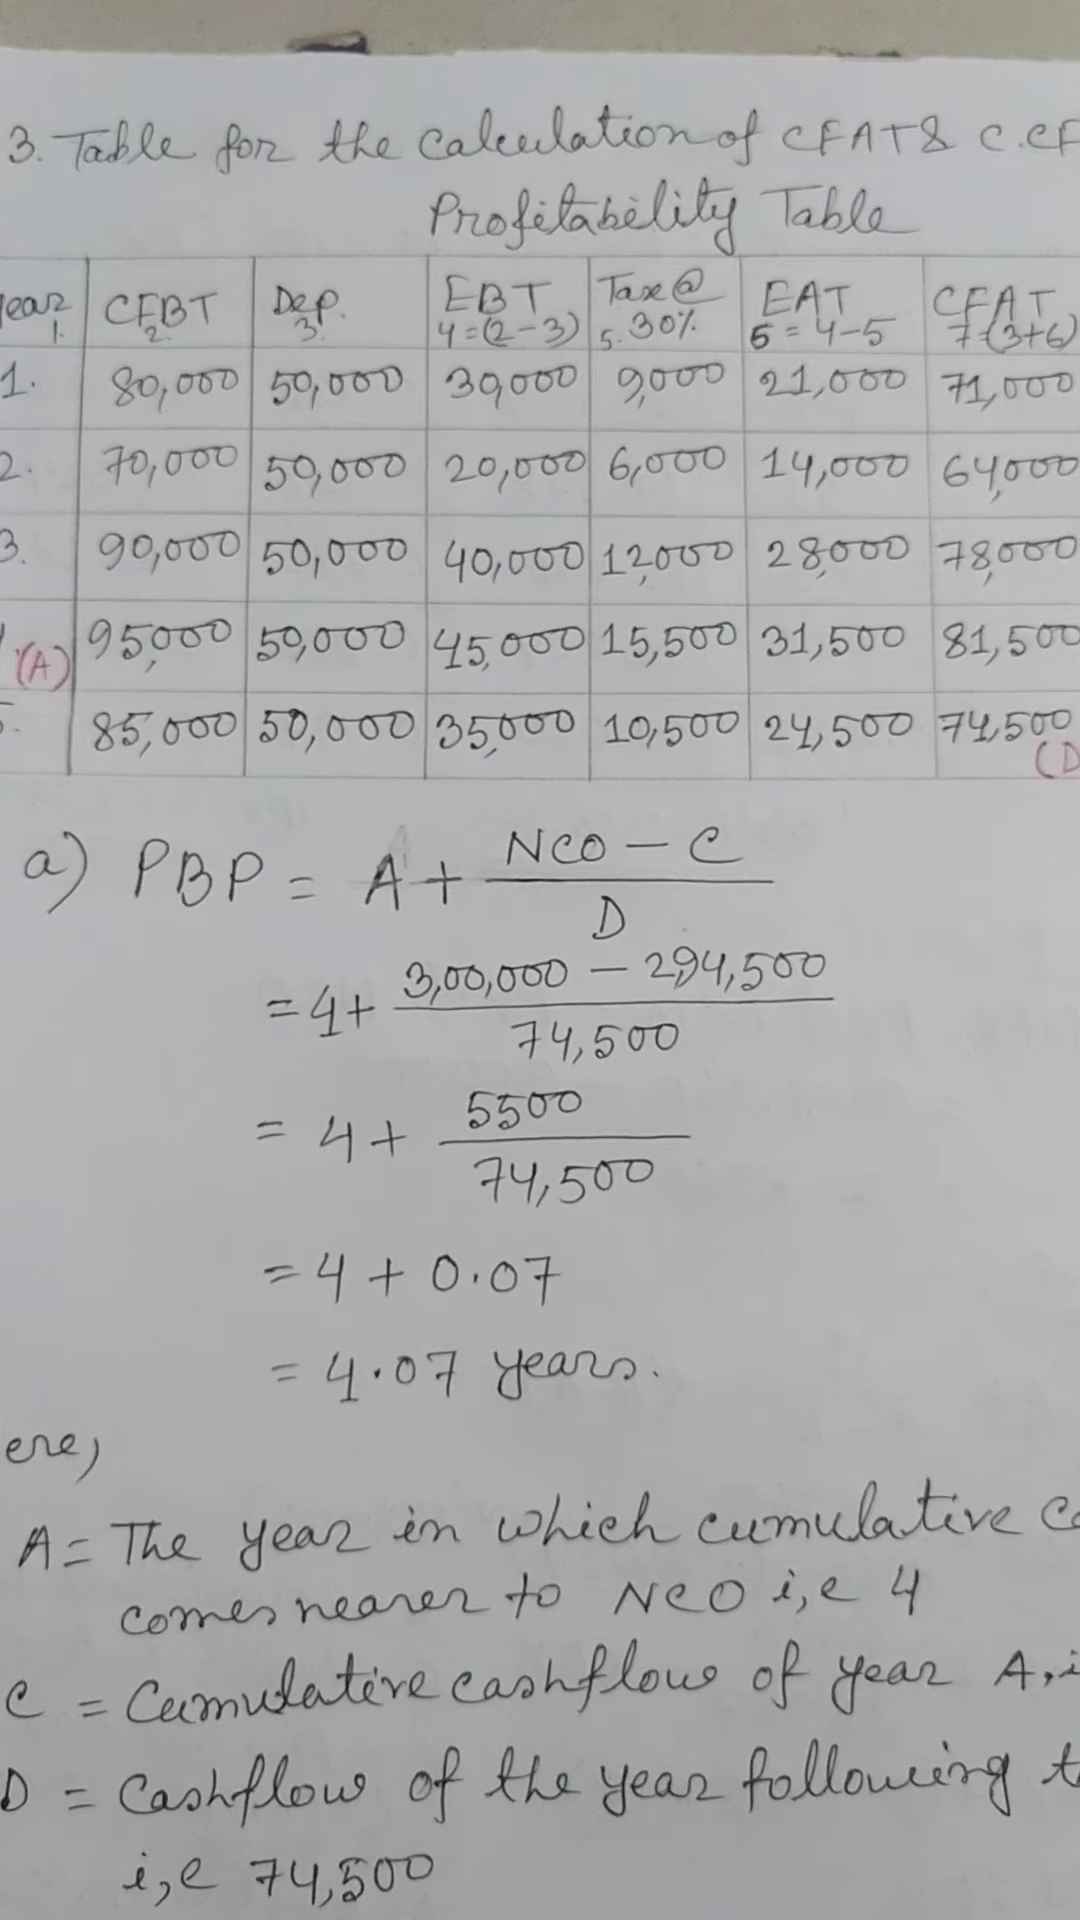 3. Table for the calculation of CFAT & C.CF
Profitability Table
year CFBT Dep. EBT Tax @ EAT CFAT
1. 2. 3. 4=(2-3) 5. 30% 5 = 4-5 7=(3+6)
1. 80,000 50,000 30,000 9,000 21,000 71,000
2. 70,000 50,000 20,000 6,000 14,000 64,000
3. 90,000 50,000 40,000 12,000 28,000 78,000
(A) 95,000 50,000 45,000 15,500 31,500 81,500
5. 85,000 50,000 35,000 10,500 24,500 74,500
(D
a) PBP = A + NCO - C
D
= 4 + 3,00,000 - 294,500
74,500
= 4 + 5500
74,500
= 4 + 0.07
= 4.07 years.
ere,
A = The year in which cumulative
comes nearer to NCO i,e 4
C = Cumulative cashflow of year A, i
D = Cashflow of the year following
i,e 74,500